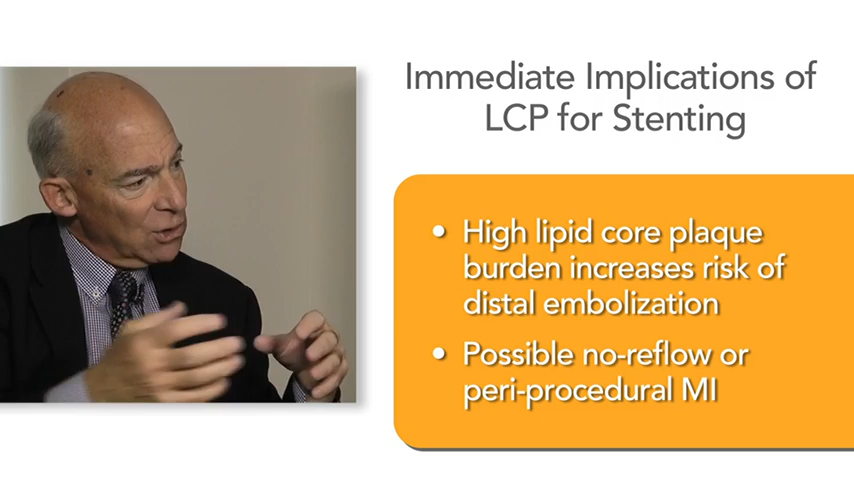 Immediate Implications of
LCP for Stenting
• High lipid core plaque
burden increases risk of
distal embolization
• Possible no-reflow or
peri-procedural MI